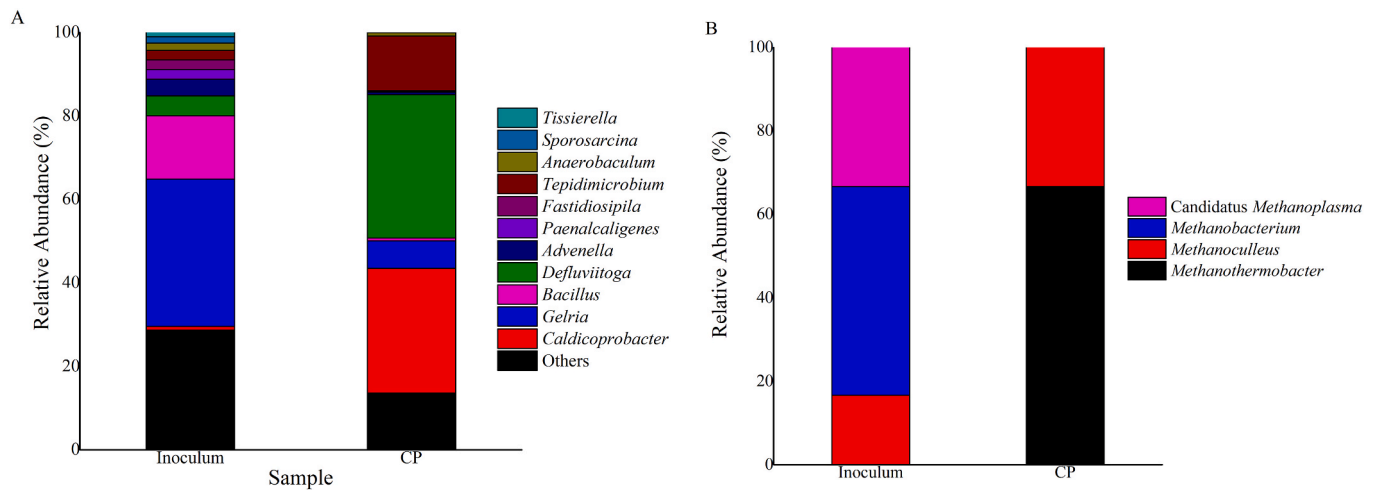 A
Relative Abundance (%)
100
80
60
40
20
0
Inoculum
CP
Sample
Tissierella
Sporosarcina
Anaerobaculum
Tepidimicrobium
Fastidiosipila
Paenalcaligenes
Advenella
Defluviitoga
Bacillus
Gelria
Caldicoprobacter
Others
B
Relative Abundance (%)
100
80
60
40
20
0
Inoculum
CP
Candidatus Methanoplasma
Methanobacterium
Methanoculleus
Methanothermobacter